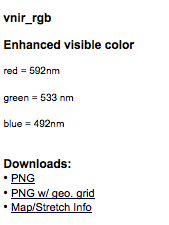 vnir_rgb
Enhanced visible color
red = 592nm
green = 533 nm
blue = 492nm
Downloads:
• PNG
• PNG w/ geo. grid
• Map/Stretch Info